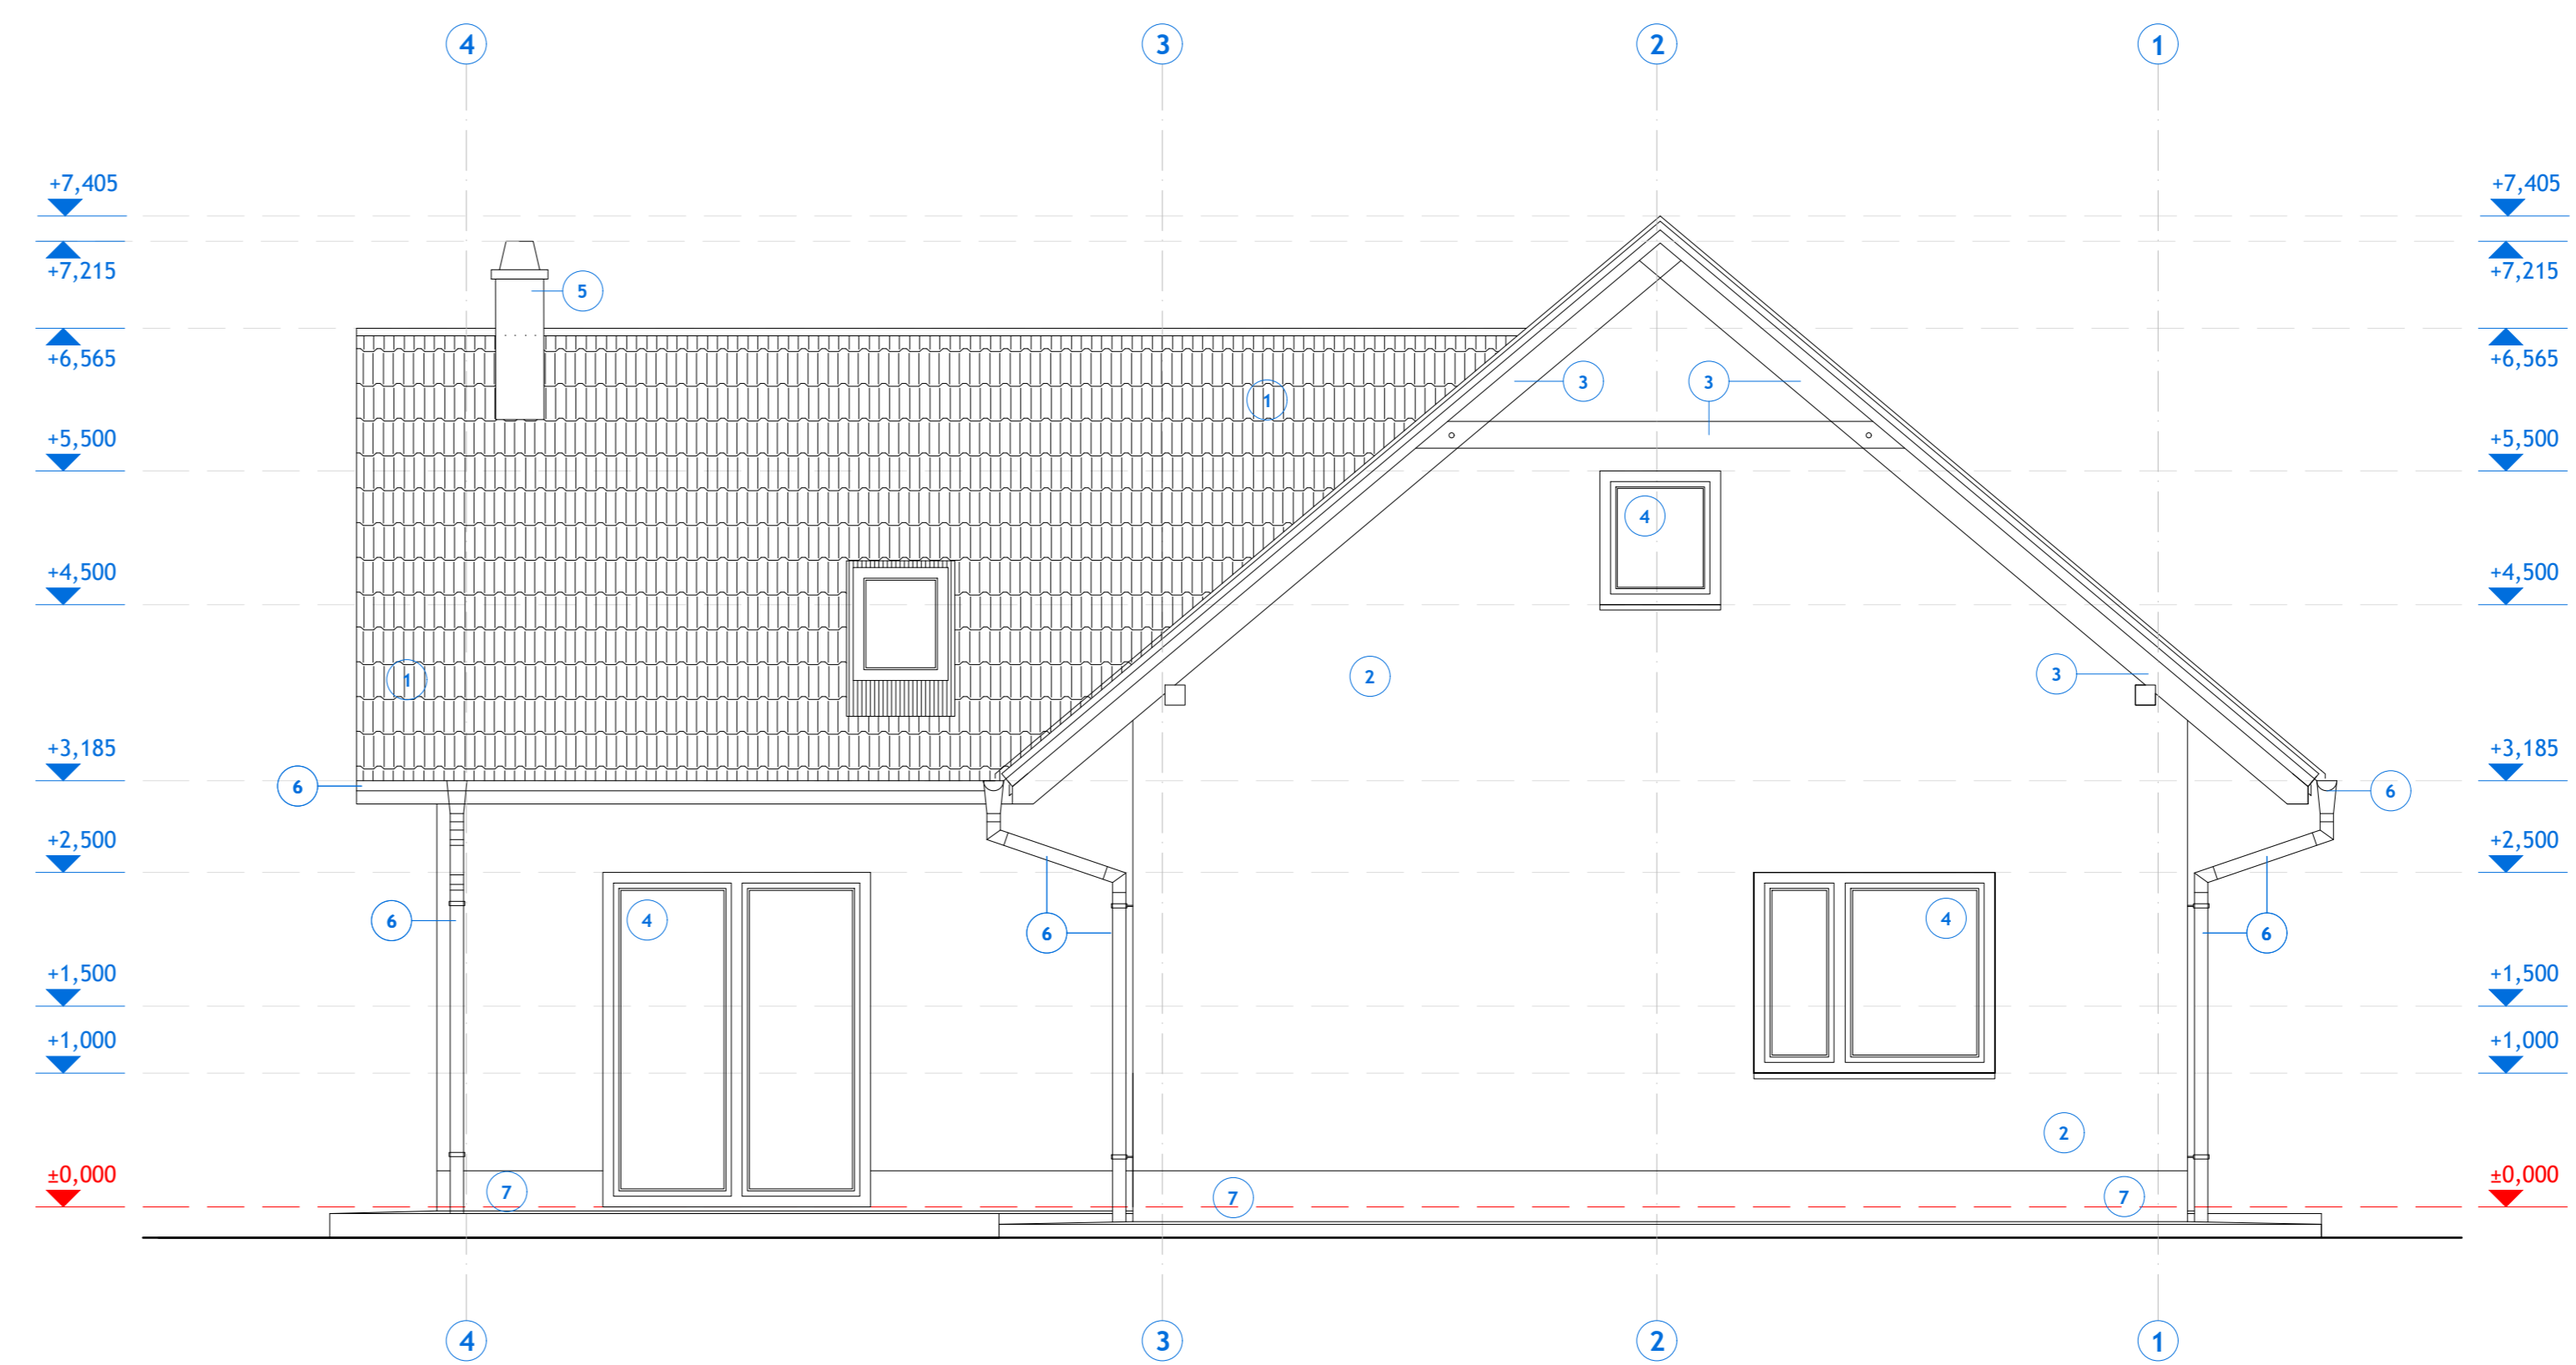 4 3 2 1
+7,405 +7,405
+7,215 5 +7,215
+6,565 3 3 +6,565
1
+5,500 +5,500
4
+4,500 +4,500
1 2 3
+3,185 +3,185
6 6
+2,500 +2,500
6 4 6 4 6
+1,500 +1,500
+1,000 +1,000
2
±0,000 7 7 7 ±0,000
4 3 2 1